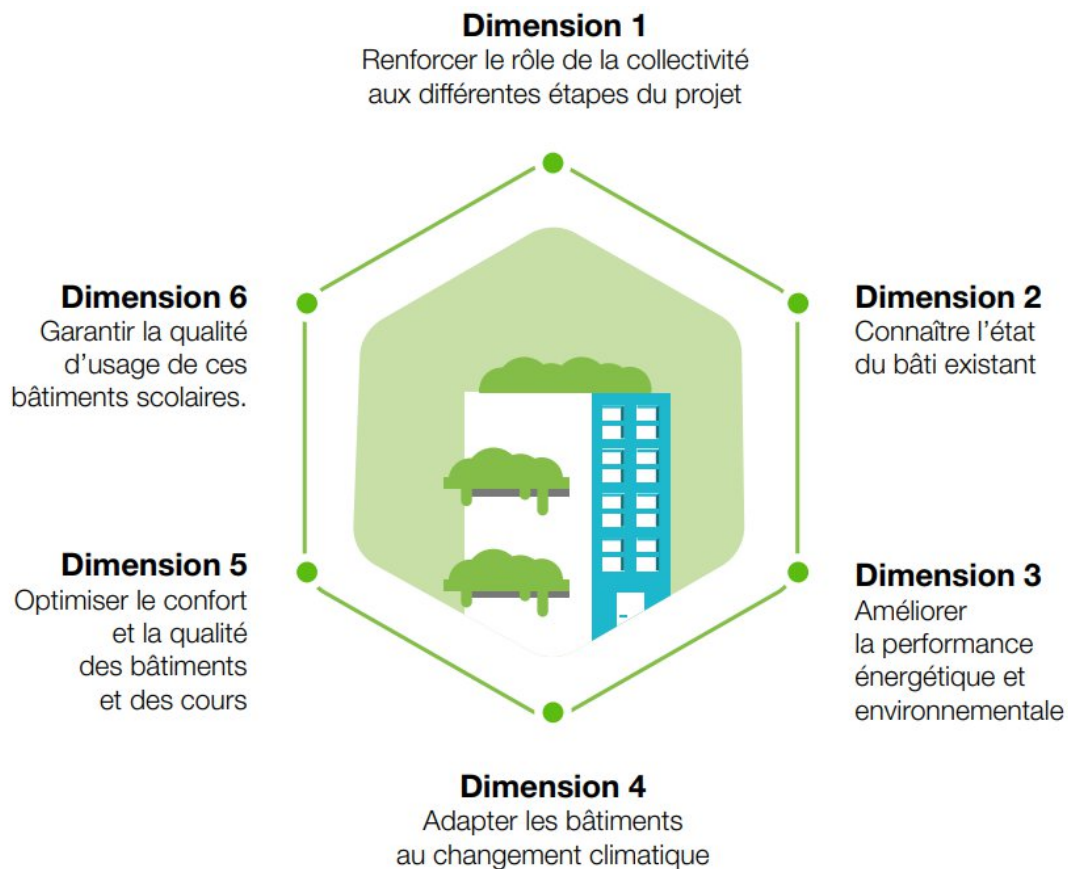 Dimension 1
Renforcer le rôle de la collectivité
aux différentes étapes du projet
Dimension 2
Connaître l’état
du bâti existant
Dimension 3
Améliorer
la performance
énergétique et
environnementale
Dimension 4
Adapter les bâtiments
au changement climatique
Dimension 5
Optimiser le confort
et la qualité
des bâtiments
et des cours
Dimension 6
Garantir la qualité
d’usage de ces
bâtiments scolaires.